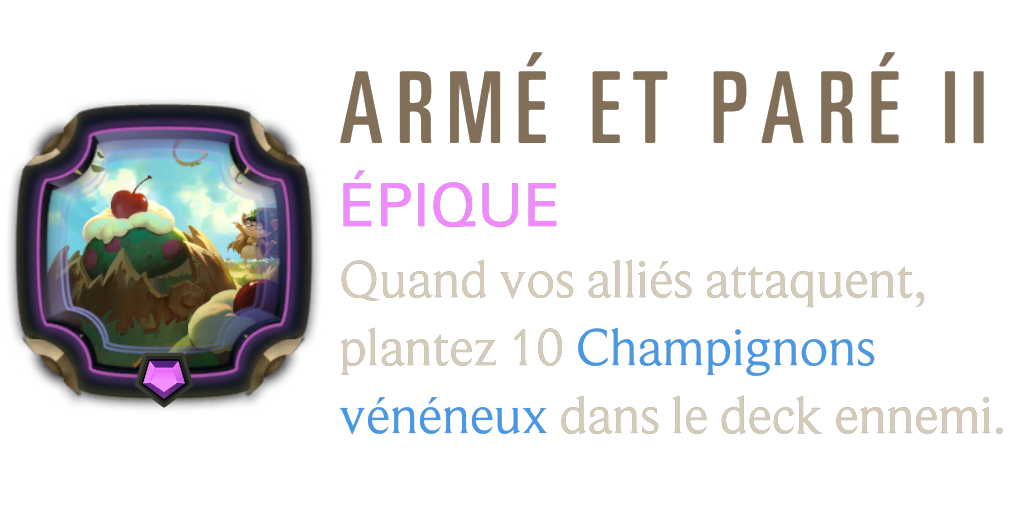 ARMÉ ET PARÉ II
ÉPIQUE
Quand vos alliés attaquent,
plantez 10 Champignons
vénéneux dans le deck ennemi.